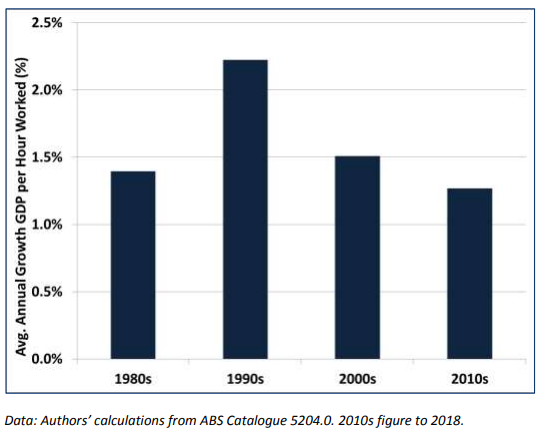 Avg. Annual Growth GDP per Hour Worked (%)
2.5%
2.0%
1.5%
1.0%
0.5%
0.0%
1980s 1990s 2000s 2010s
Data: Authors’ calculations from ABS Catalogue 5204.0. 2010s figure to 2018.